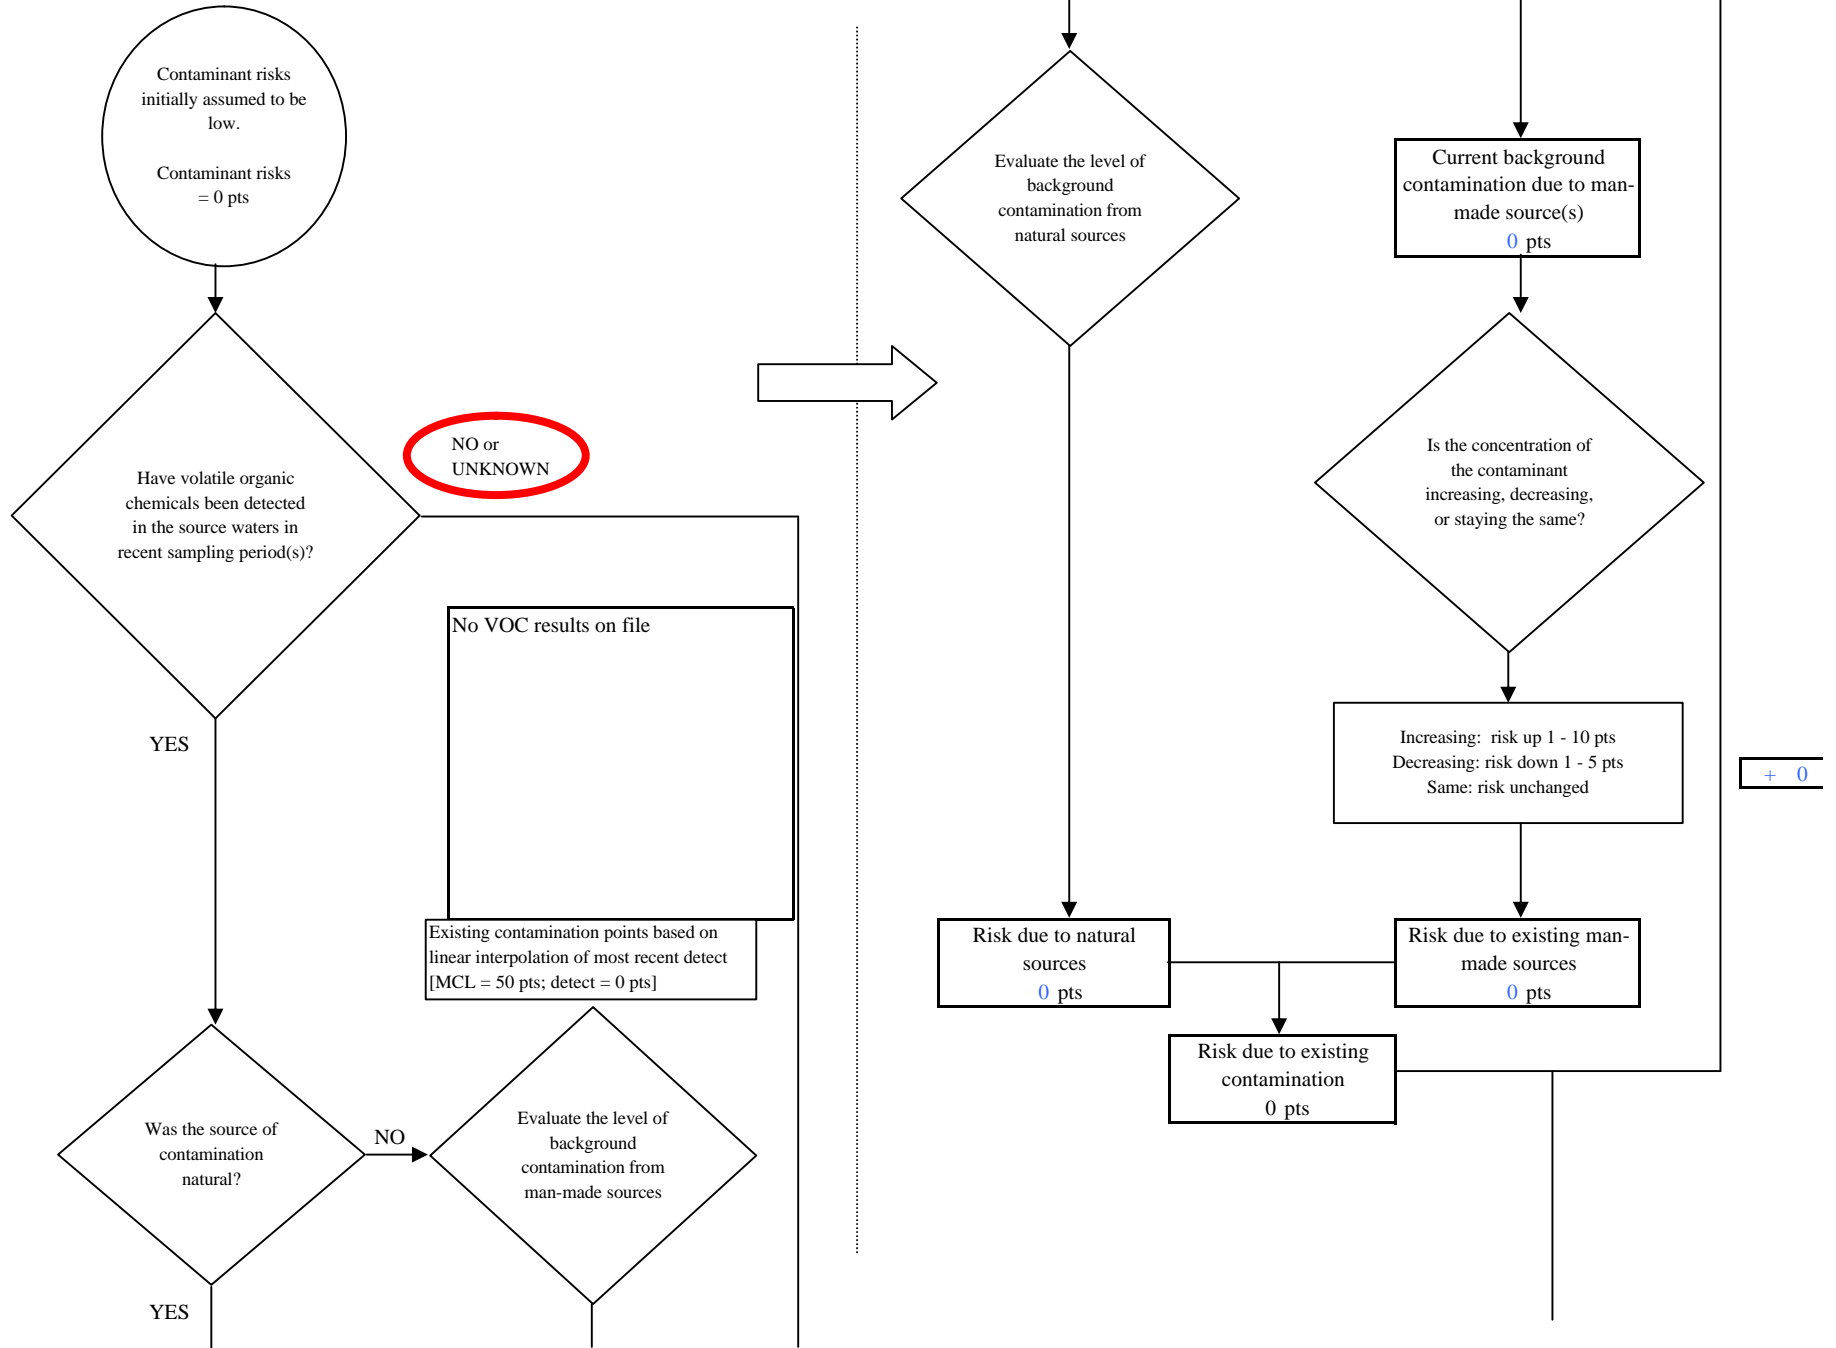 Contaminant risks
initially assumed to be
low.
Contaminant risks
= 0 pts
Have volatile organic
chemicals been detected
in the source waters in
recent sampling period(s)?
NO or
UNKNOWN
YES
No VOC results on file
Existing contamination points based on
linear interpolation of most recent detect
[MCL = 50 pts; detect = 0 pts]
Was the source of
contamination
natural?
NO
Evaluate the level of
background
contamination from
man-made sources
YES
Evaluate the level of
background
contamination from
natural sources
Current background
contamination due to man-
made source(s)
0 pts
Is the concentration of
the contaminant
increasing, decreasing,
or staying the same?
Increasing: risk up 1 - 10 pts
Decreasing: risk down 1 - 5 pts
Same: risk unchanged
+ 0
Risk due to natural
sources
0 pts
Risk due to existing man-
made sources
0 pts
Risk due to existing
contamination
0 pts